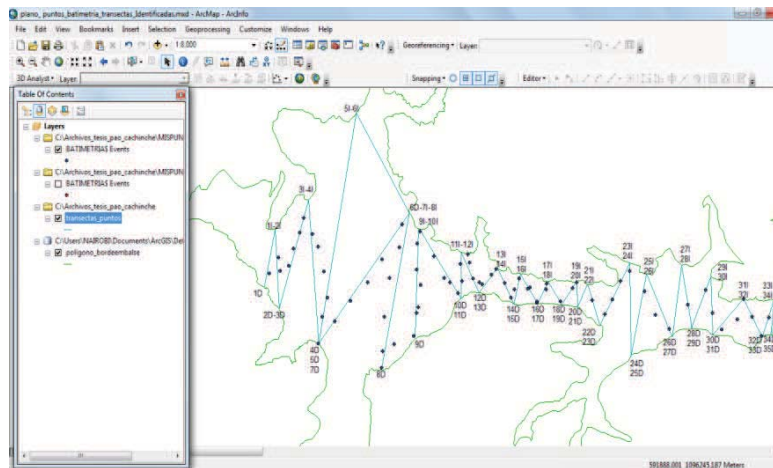 plano_puntos_batimetria_transectas_Identificadas.mxd - ArcMap - ArcInfo
File Edit View Bookmarks Insert Selection Geoprocessing Customize Windows Help
1:8,000
Georeferencing Layer:
3D Analyst Layer:
Snapping Editor
Table Of Contents
Layers
C:\Archivos_tesis_pao_cachinche\MISPUN
BATIMETRIA$ Events
C:\Archivos_tesis_pao_cachinche\MISPUN
BATIMETRIA$ Events
C:\Archivos_tesis_pao_cachinche
transectas_puntos
C:\Users\NAIROBI\Documents\ArcGIS\Del
poligono_bordeembalse
5I-6I
3I-4I
1I-2I
6D-7I-8I
9I-10I
11I-12I
13I
14I
15I
16I
17I
18I
19I
20I
21I
22I
23I
24I
25I
26I
27I
28I
29I
30I
31I
32I
33I
34I
1D
2D-3D
4D
5D
7D
8D
9D
10D
11D
12D
13D
14D
15D
16D
17D
18D
19D
20D
21D
22D
23D
24D
25D
26D
27D
28D
29D
30D
31D
32D
33D
34D
35D
591868.001 1096245.187 Meters